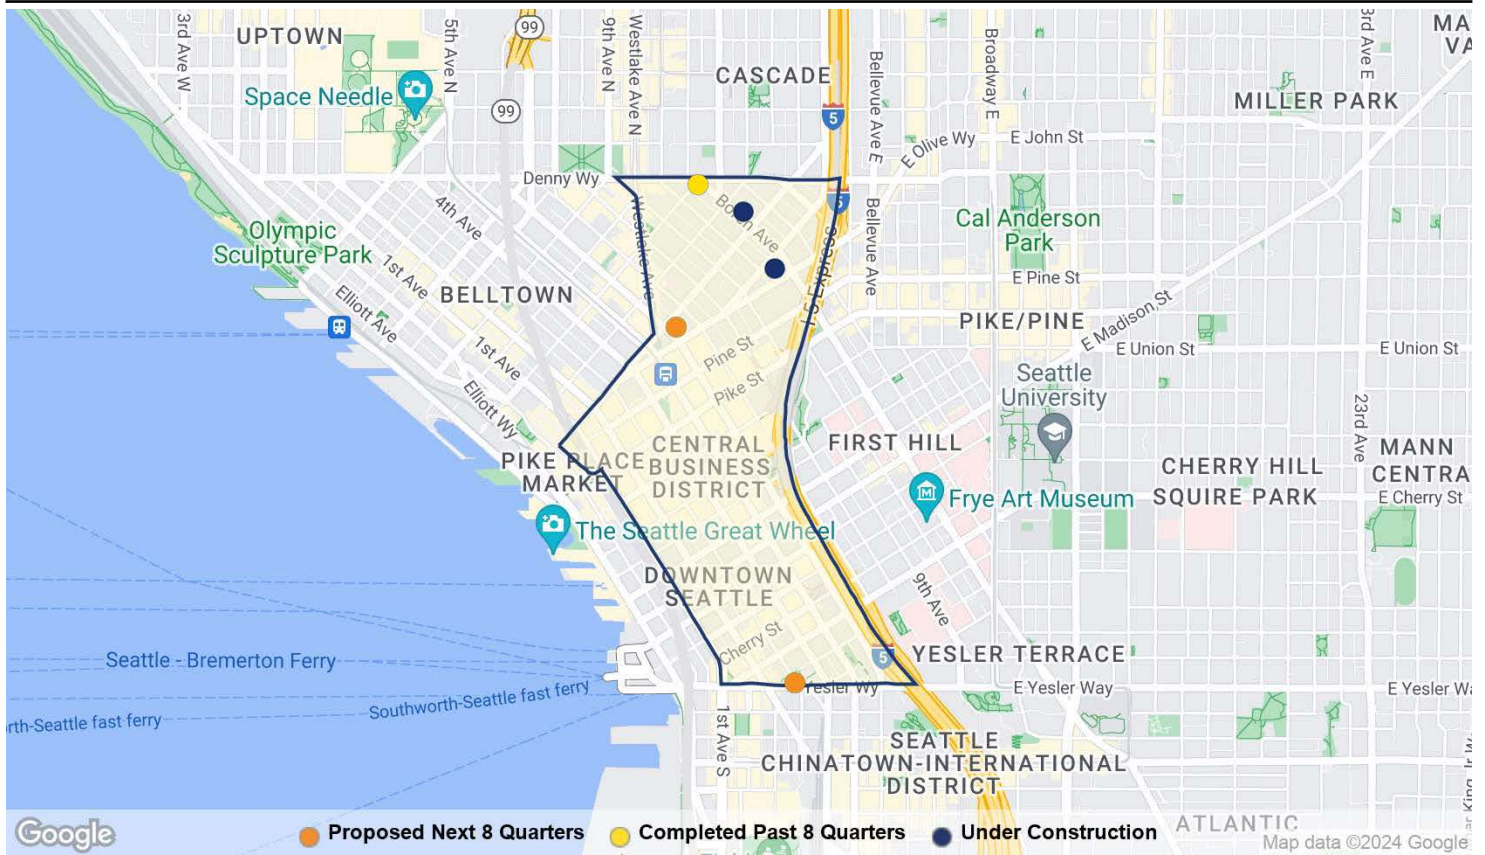 3rd Ave W
UPTOWN
5th Ave N
99
9th Ave N
Westlake Ave N
CASCADE
Bellevue Ave E
Broadway E
3rd Ave E
MA
VA
Space Needle
99
5
MILLER PARK
E Olive Wy
E John St
Denny Wy
4th Ave
Westlake Ave
Boren Ave
5
Bellevue Ave
Cal Anderson
Park
Olympic
Sculpture Park
1st Ave
I-5 Express
E Pine St
Elliott Ave
BELLTOWN
PIKE/PINE
E Madison St
1st Ave
Pine St
E Union St
E Union St
Elliott Wy
Pike St
Seattle
University
23rd Ave
PIKE PLACE
MARKET
CENTRAL
BUSINESS
DISTRICT
FIRST HILL
CHERRY HILL
SQUIRE PARK
MANN
CENTRA
E Cherry St
Frye Art Museum
The Seattle Great Wheel
DOWNTOWN
SEATTLE
9th Ave
Cherry St
Seattle - Bremerton Ferry
5
YESLER TERRACE
Southworth-Seattle fast ferry
Yesler Wy
E Yesler Way
E Yesler Wa
rth-Seattle fast ferry
1st Ave S
SEATTLE
CHINATOWN-INTERNATIONAL
DISTRICT
er King Jr W
Google
Proposed Next 8 Quarters
Completed Past 8 Quarters
Under Construction
ATLANTIC
Map data ©2024 Google